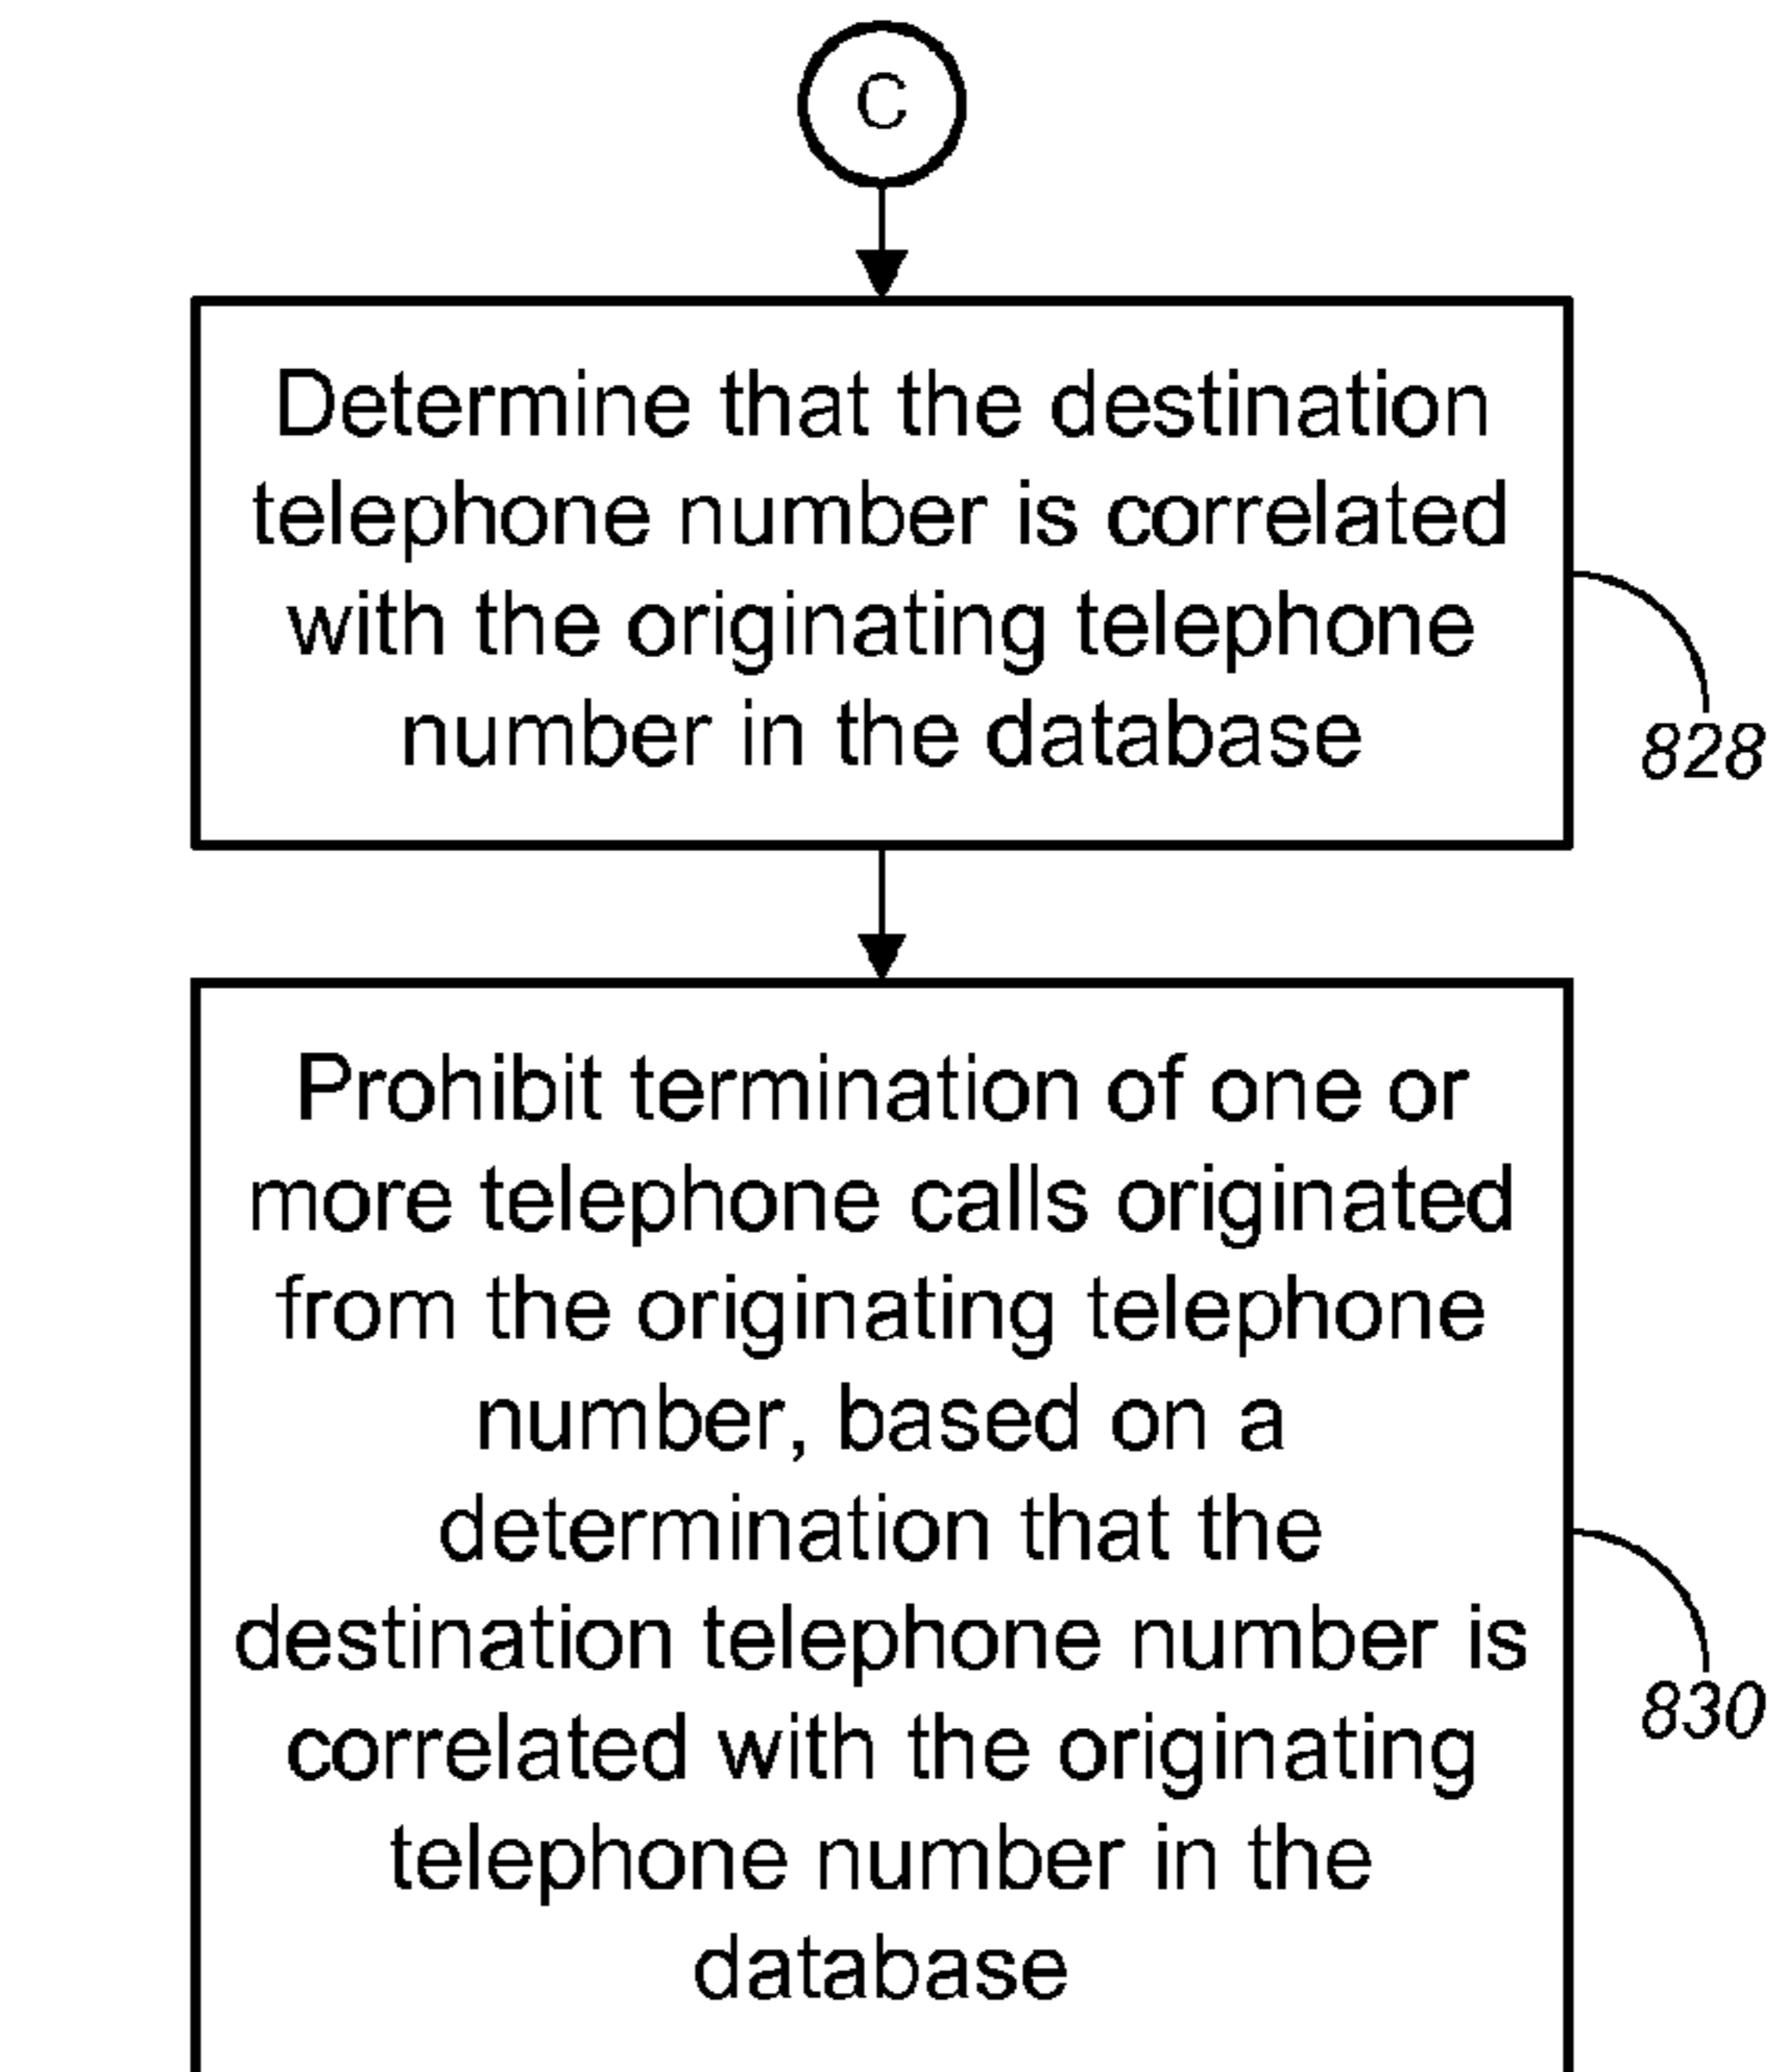 C
Determine that the destination
telephone number is correlated
with the originating telephone
number in the database
828
Prohibit termination of one or
more telephone calls originated
from the originating telephone
number, based on a
determination that the
destination telephone number is
correlated with the originating
telephone number in the
database
830